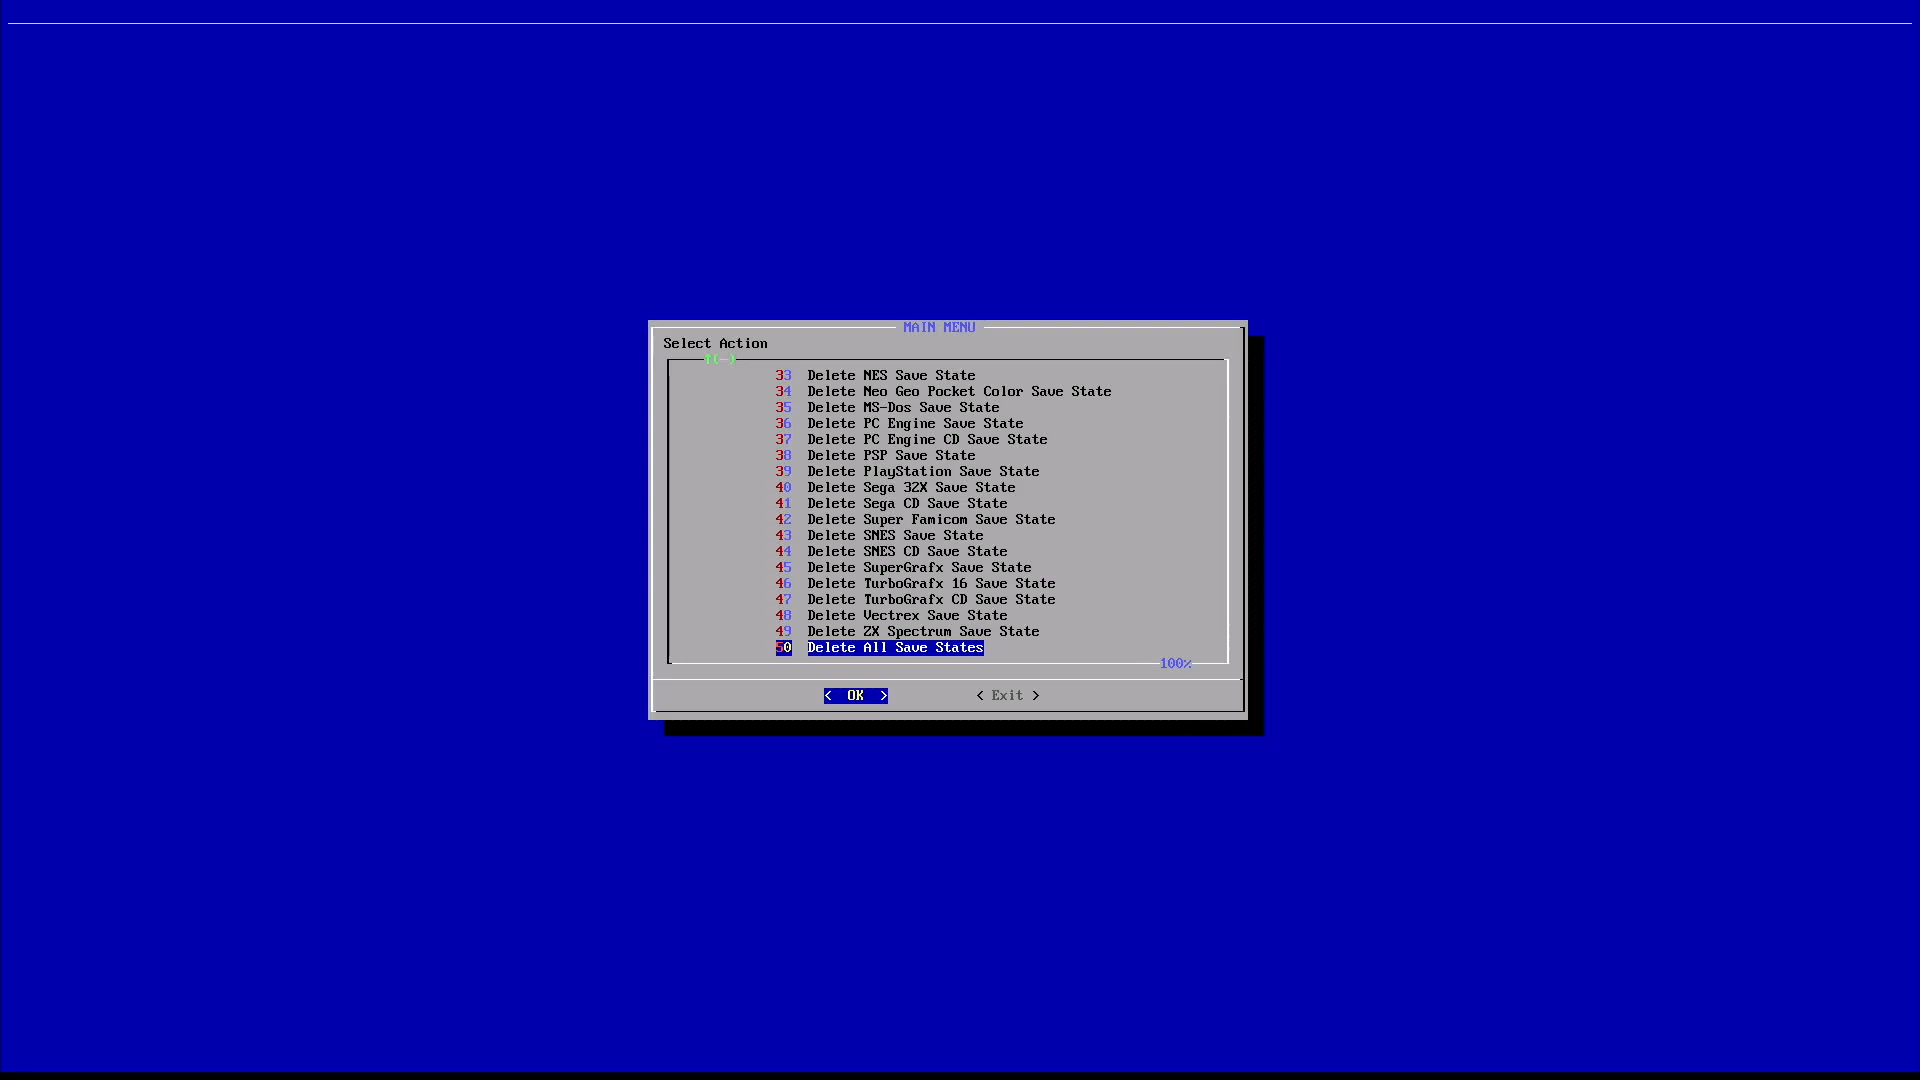 MAIN MENU
Select Action
↑(-)
33 Delete NES Save State
34 Delete Neo Geo Pocket Color Save State
35 Delete MS-Dos Save State
36 Delete PC Engine Save State
37 Delete PC Engine CD Save State
38 Delete PSP Save State
39 Delete PlayStation Save State
40 Delete Sega 32X Save State
41 Delete Sega CD Save State
42 Delete Super Famicom Save State
43 Delete SNES Save State
44 Delete SNES CD Save State
45 Delete SuperGrafx Save State
46 Delete TurboGrafx 16 Save State
47 Delete TurboGrafx CD Save State
48 Delete Vectrex Save State
49 Delete ZX Spectrum Save State
50 Delete All Save States
100%
< OK > < Exit >